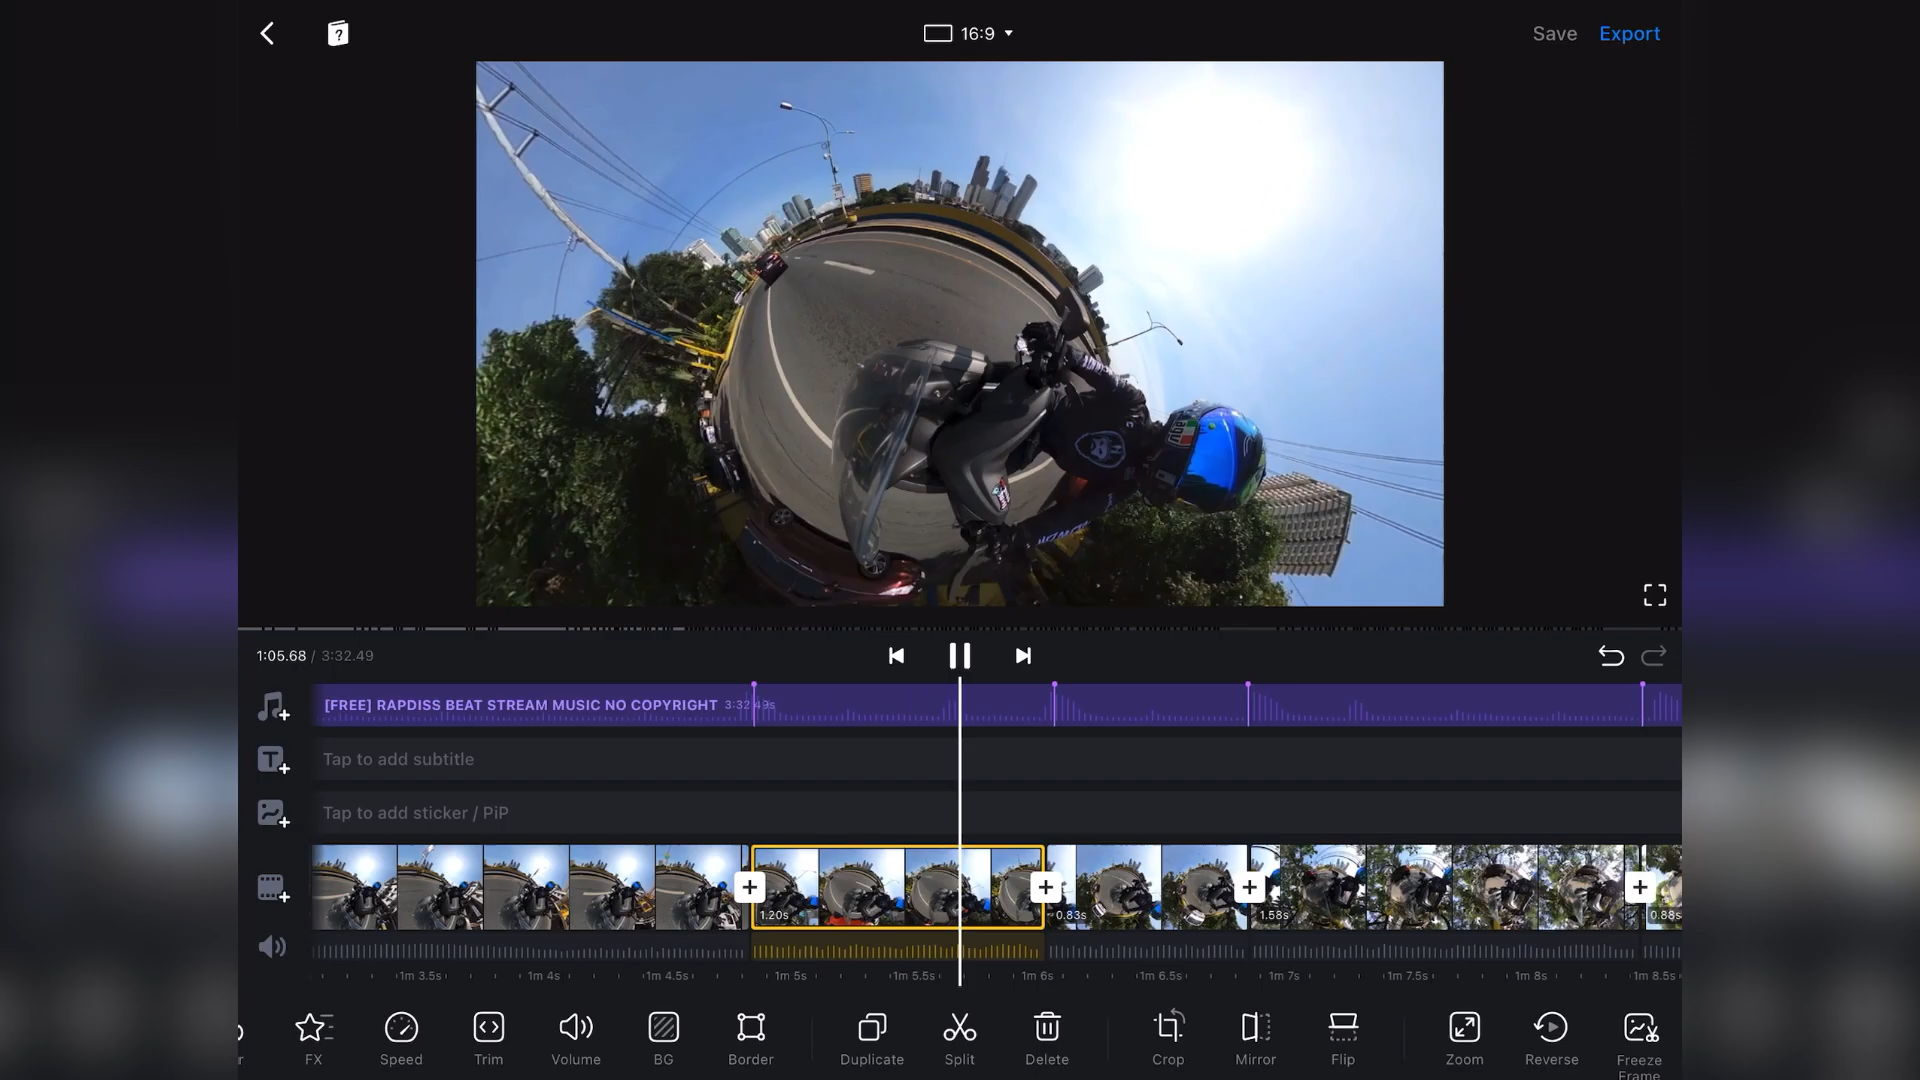 ?
16:9
Save
Export
AGV
1:05.68 / 3:32.49
[FREE] RAPDISS BEAT STREAM MUSIC NO COPYRIGHT 3:32.49s
Tap to add subtitle
Tap to add sticker / PiP
1.20s
0.83s
1.58s
0.88s
1m 3.5s
1m 4s
1m 4.5s
1m 5s
1m 5.5s
1m 6s
1m 6.5s
1m 7s
1m 7.5s
1m 8s
1m 8.5s
r
FX
Speed
Trim
Volume
BG
Border
Duplicate
Split
Delete
Crop
Mirror
Flip
Zoom
Reverse
Freeze
Frame